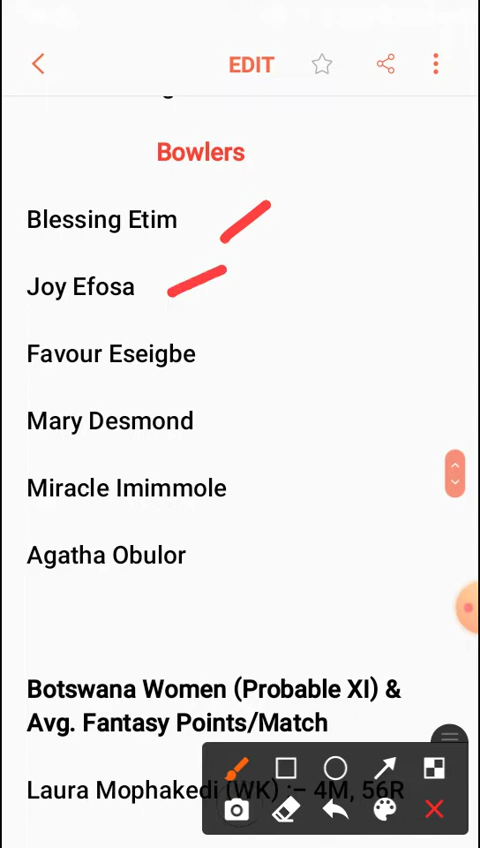 EDIT
Bowlers
Blessing Etim
Joy Efosa
Favour Eseigbe
Mary Desmond
Miracle Imimmole
Agatha Obulor
Botswana Women (Probable XI) &
Avg. Fantasy Points/Match
Laura Mophakedi (WK) :– 4M, 56R